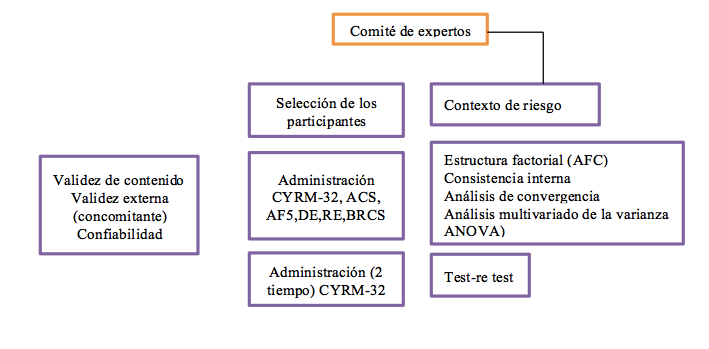 Comité de expertos
Selección de los
participantes
Contexto de riesgo
Validez de contenido
Validez externa
(concomitante)
Confiabilidad
Administración
CYRM-32, ACS,
AF5,DE,RE,BRCS
Estructura factorial (AFC)
Consistencia interna
Análisis de convergencia
Análisis multivariado de la varianza
ANOVA)
Administración (2
tiempo) CYRM-32
Test-re test